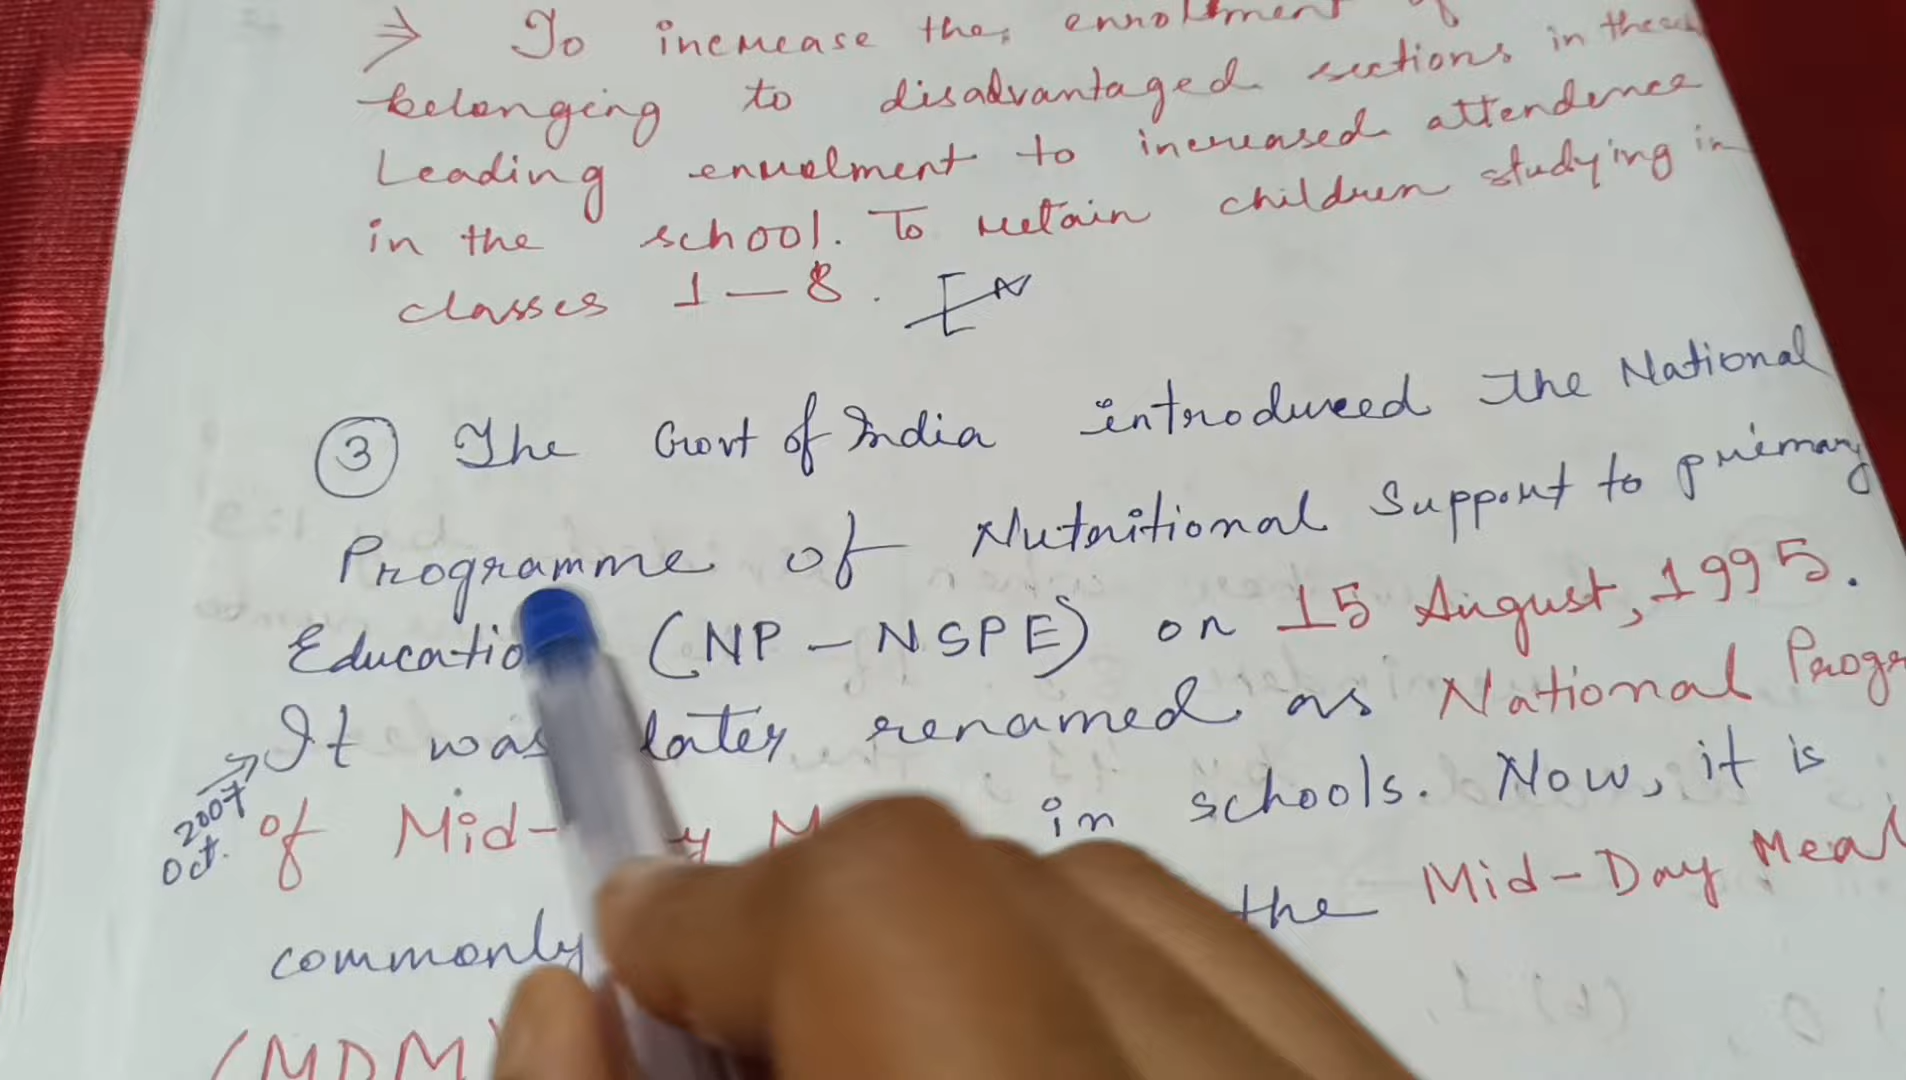 ⇒ To increase the enrollment of
belonging to disadvantaged sections in the
Leading enrolment to increased attendence
in the school. To retain children studying in
classes 1 — 8.
③ The Govt of India introduced the National
Programme of Nutritional Support to primary
Education (NP - NSPE) on 15 August, 1995.
→ It was later renamed as National Progr
2007 Oct.
of Mid- in schools. Now, it is
commonly the Mid-Day Meal
(MDM)